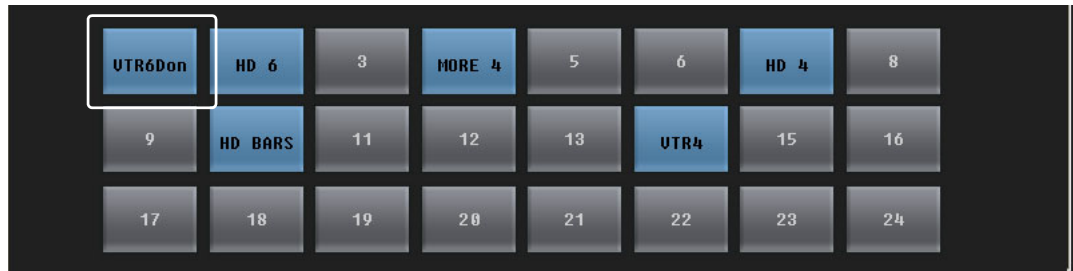 VTR6Don HD 6 3 MORE 4 5 6 HD 4 8
9 HD BARS 11 12 13 VTR4 15 16
17 18 19 20 21 22 23 24